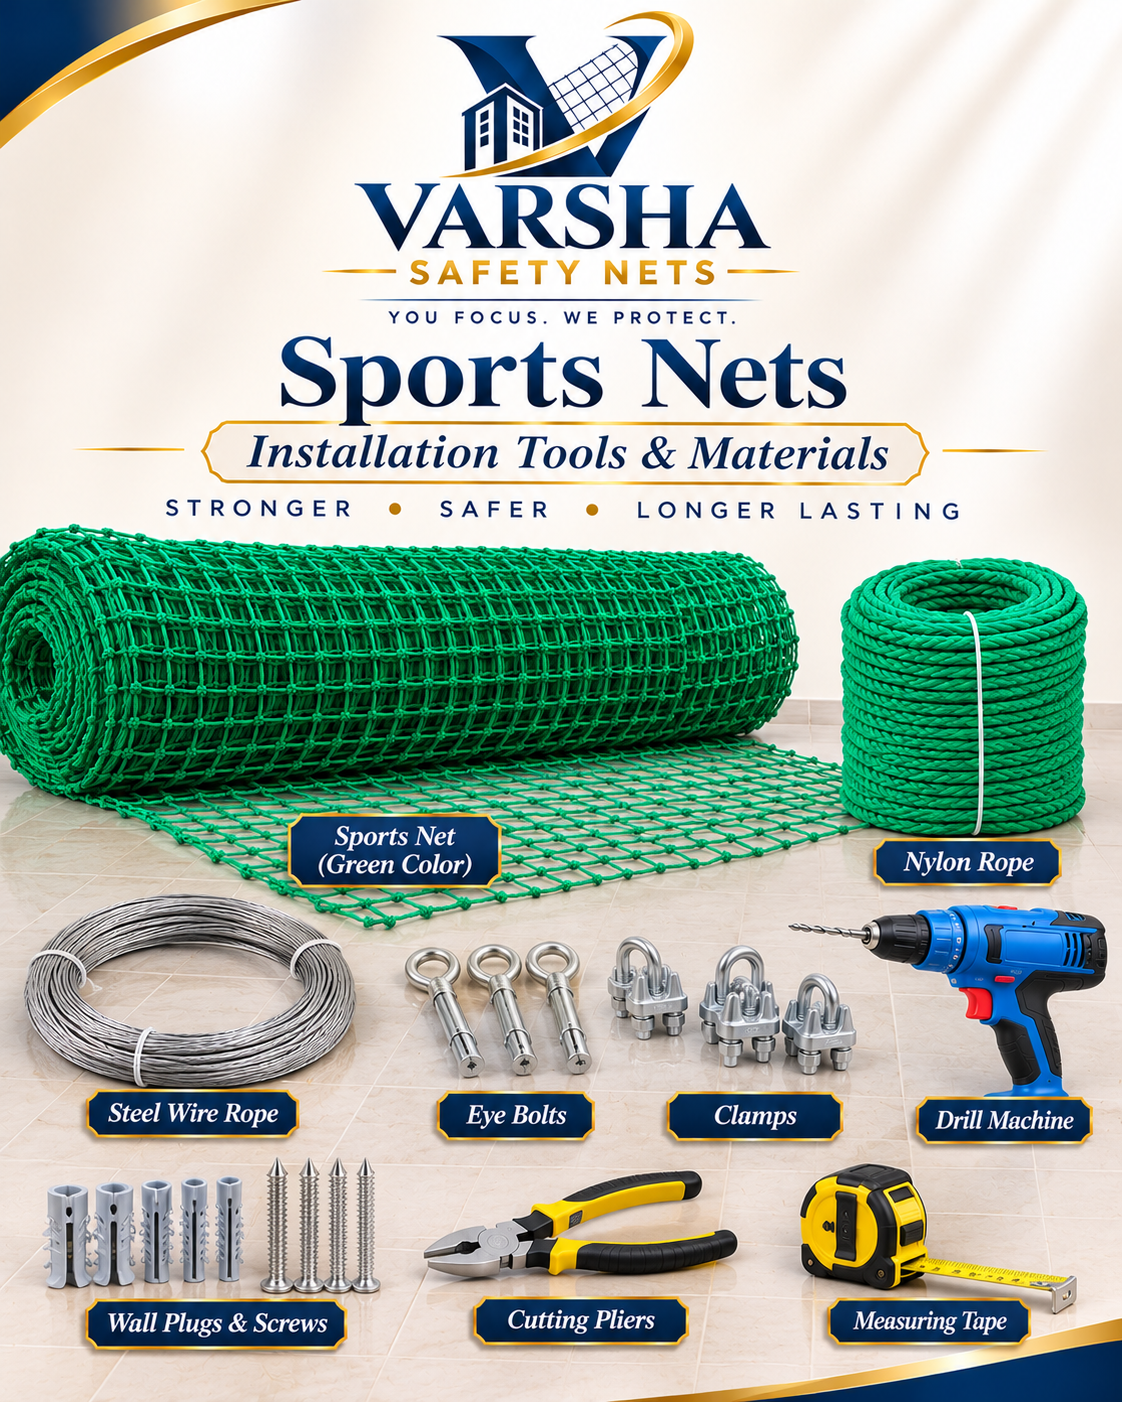 VARSHA
SAFETY NETS
YOU FOCUS. WE PROTECT.
Sports Nets
Installation Tools & Materials
STRONGER • SAFER • LONGER LASTING
Sports Net
(Green Color)
Nylon Rope
Steel Wire Rope
Eye Bolts
Clamps
Drill Machine
Wall Plugs & Screws
Cutting Pliers
Measuring Tape